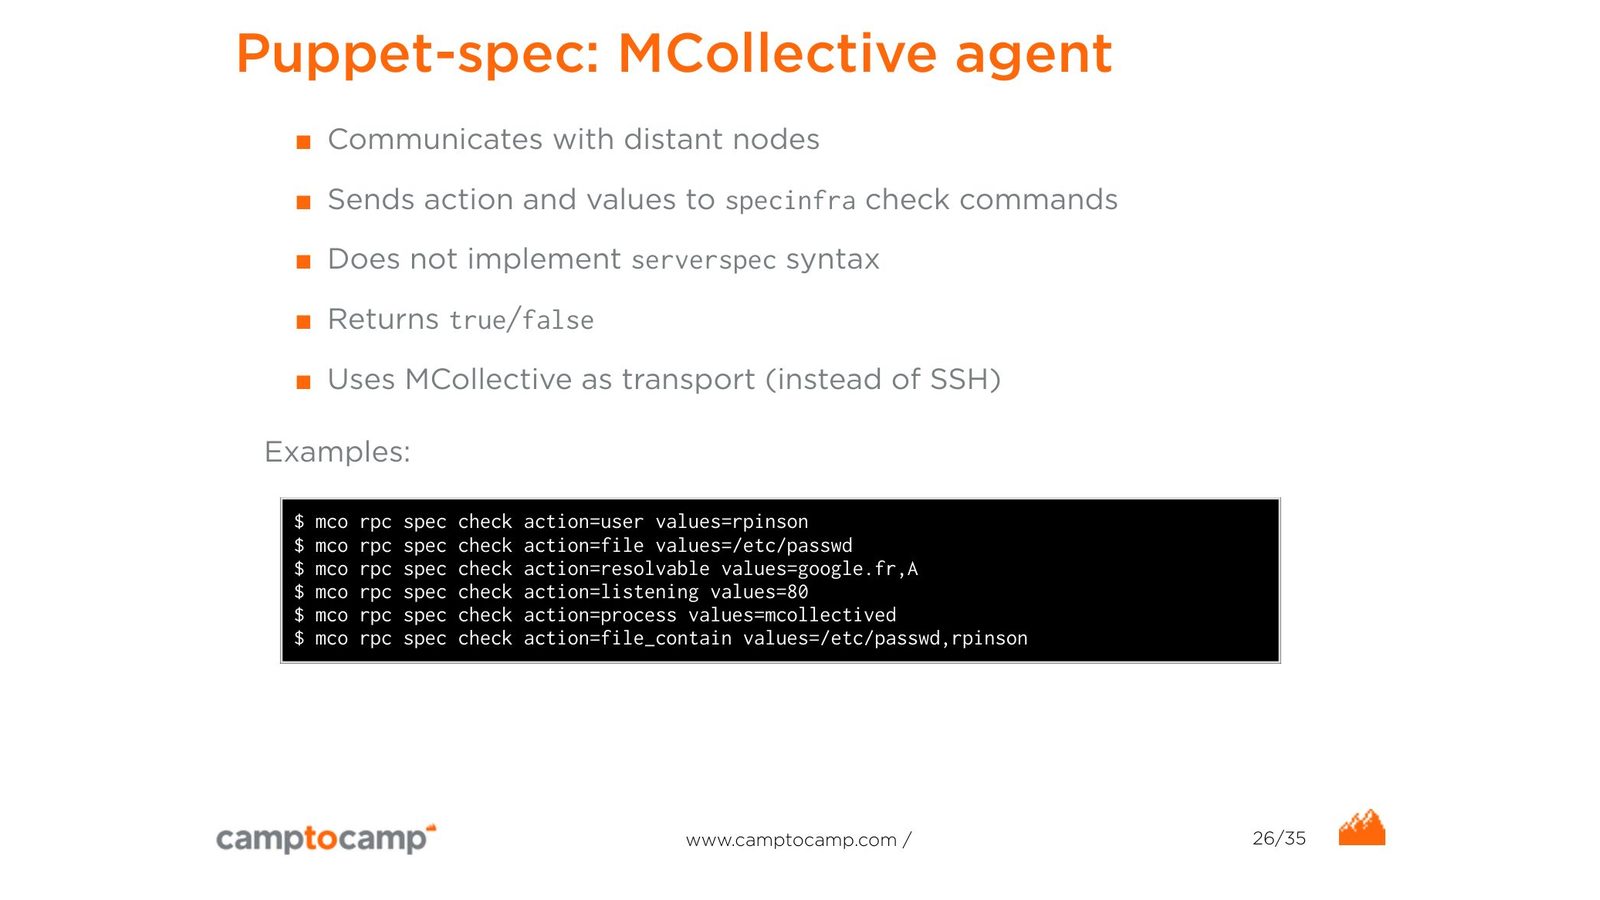 Puppet-spec: MCollective agent
Communicates with distant nodes
Sends action and values to specinfra check commands
Does not implement serverspec syntax
Returns true/false
Uses MCollective as transport (instead of SSH)
Examples:
$ mco rpc spec check action=user values=rpinson
$ mco rpc spec check action=file values=/etc/passwd
$ mco rpc spec check action=resolvable values=google.fr,A
$ mco rpc spec check action=listening values=80
$ mco rpc spec check action=process values=mcollectived
$ mco rpc spec check action=file_contain values=/etc/passwd,rpinson
camptocamp
www.camptocamp.com /
26/35